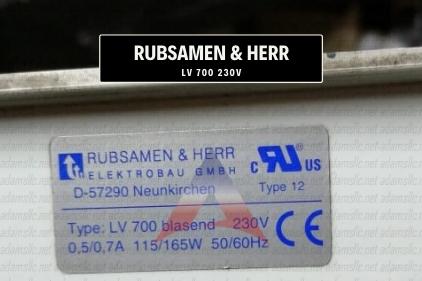 RUBSAMEN & HERR
LV 700 230V
RUBSAMEN & HERR
ELEKTROBAU GMBH
D-57290 Neunkirchen
c RU US
Type 12
Type: LV 700 blasend 230V
0,5/0,7A 115/165W 50/60Hz CE